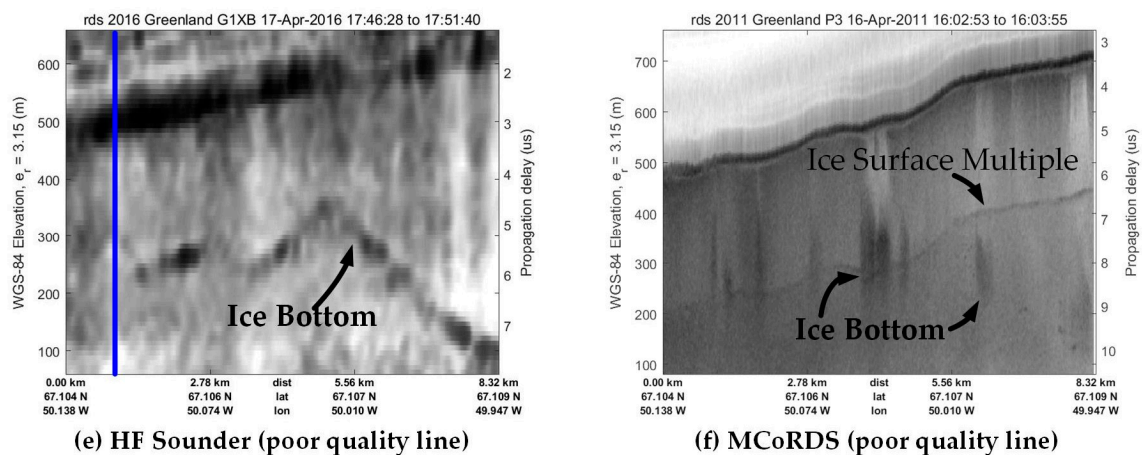 rds 2016 Greenland G1XB 17-Apr-2016 17:46:28 to 17:51:40
WGS-84 Elevation, e_r = 3.15 (m)
600
500
400
300
200
100
2
3
4
5
6
7
Propagation delay (us)
Ice Bottom
0.00 km 2.78 km dist 5.56 km 8.32 km
67.104 N 67.106 N lat 67.107 N 67.109 N
50.138 W 50.074 W lon 50.010 W 49.947 W
(e) HF Sounder (poor quality line)
rds 2011 Greenland P3 16-Apr-2011 16:02:53 to 16:03:55
WGS-84 Elevation, e_r = 3.15 (m)
700
600
500
400
300
200
100
3
4
5
6
7
8
9
10
Propagation delay (us)
Ice Surface Multiple
Ice Bottom
0.00 km 2.78 km dist 5.56 km 8.32 km
67.104 N 67.106 N lat 67.107 N 67.109 N
50.138 W 50.074 W lon 50.010 W 49.947 W
(f) MCoRDS (poor quality line)